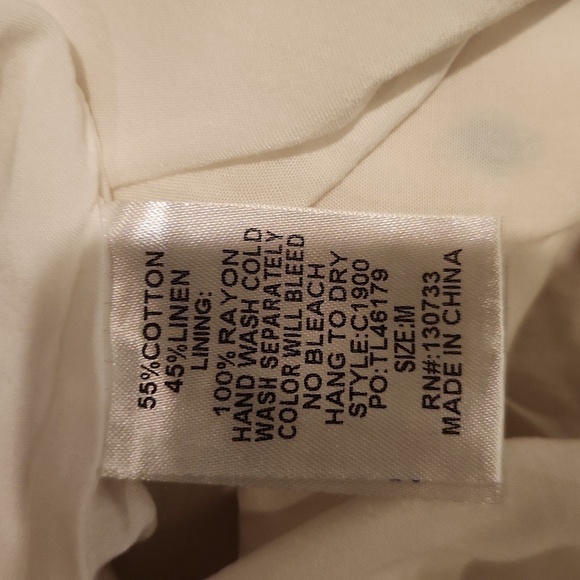 55%COTTON
45%LINEN
LINING:
100%RAYON
HAND WASH COLD
WASH SEPARATELY
COLOR WILL BLEED
NO BLEACH
HANG TO DRY
STYLE:C1900
PO:TL46179
SIZE:M
RN#:130733
MADE IN CHINA